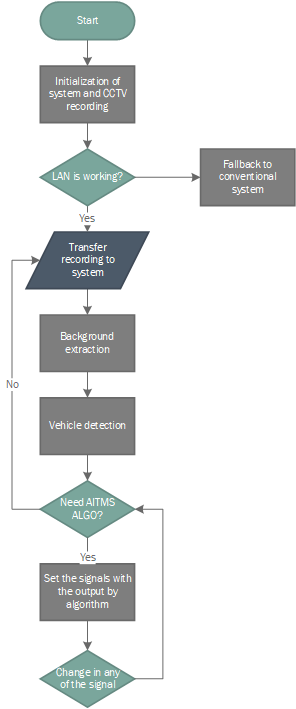 Start
Initialization of
system and CCTV
recording
LAN is working?
Fallback to
conventional
system
Yes
Transfer
recording to
system
Background
extraction
No
Vehicle detection
Need AITMS
ALGO?
Yes
Set the signals with
the output by
algorithm
Change in any
of the signal